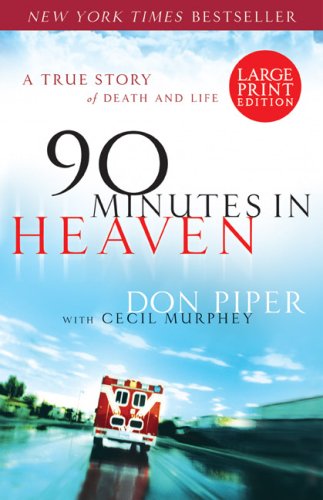 NEW YORK TIMES BESTSELLER
A TRUE STORY
of DEATH AND LIFE
LARGE
PRINT
EDITION
90
MINUTES IN
HEAVEN
DON PIPER
WITH CECIL MURPHEY